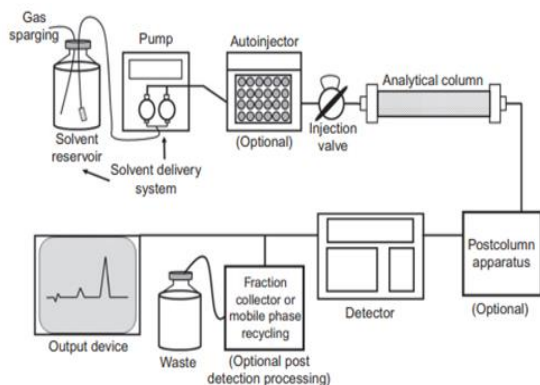 Gas
sparging
Pump
Autoinjector
Analytical column
Solvent
reservoir
Solvent delivery
system
(Optional)
Injection
valve
Output device
Waste
Fraction
collector or
mobile phase
recycling
(Optional post
detection processing)
Detector
Postcolumn
apparatus
(Optional)